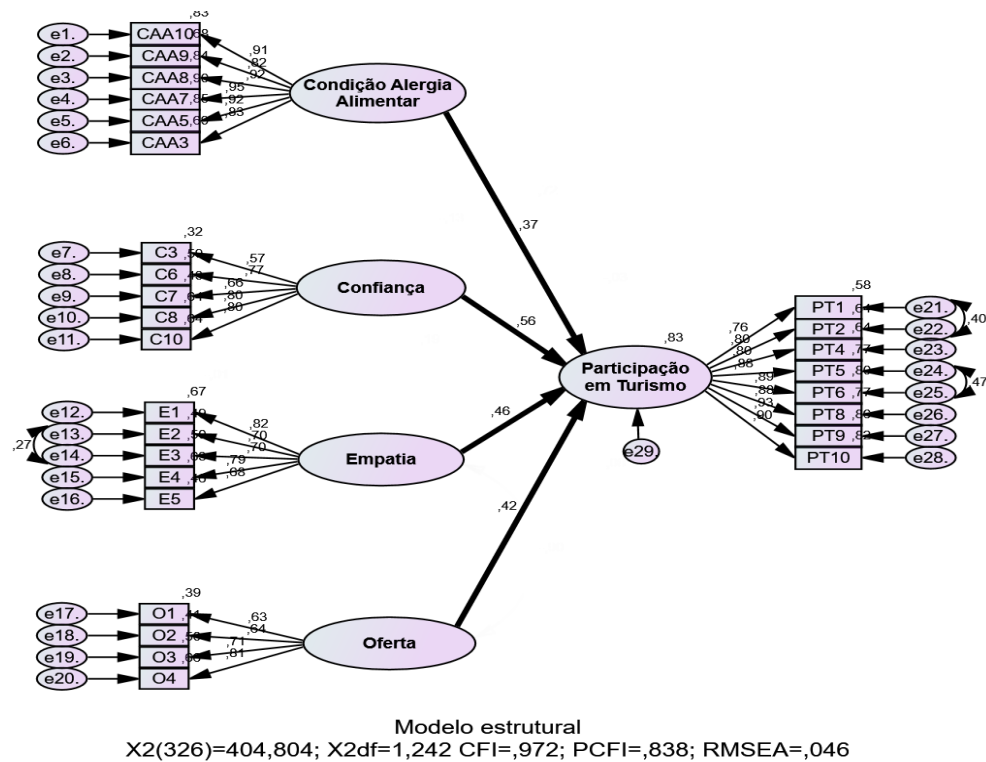 ,83
e1.
CAA10
e2.
CAA9
e3.
CAA8
e4.
CAA7
e5.
CAA5
e6.
CAA3
,91
,82
,92
,95
,92
,83
Condição Alergia
Alimentar
,37
,32
e7.
C3
e8.
C6
e9.
C7
e10.
C8
e11.
C10
,57
,77
,66
,80
,80
Confiança
,56
,67
e12.
E1
e13.
E2
e14.
E3
e15.
E4
e16.
E5
,27
,82
,70
,70
,79
,68
Empatia
,46
,39
e17.
O1
e18.
O2
e19.
O3
e20.
O4
,63
,64
,71
,81
Oferta
,42
,83
Participação
em Turismo
e29.
,76
,80
,80
,88
,89
,88
,93
,90
,58
PT1
e21.
PT2
e22.
PT4
e23.
PT5
e24.
PT6
e25.
PT8
e26.
PT9
e27.
PT10
e28.
,40
,47
Modelo estrutural
X2(326)=404,804; X2df=1,242 CFI=,972; PCFI=,838; RMSEA=,046